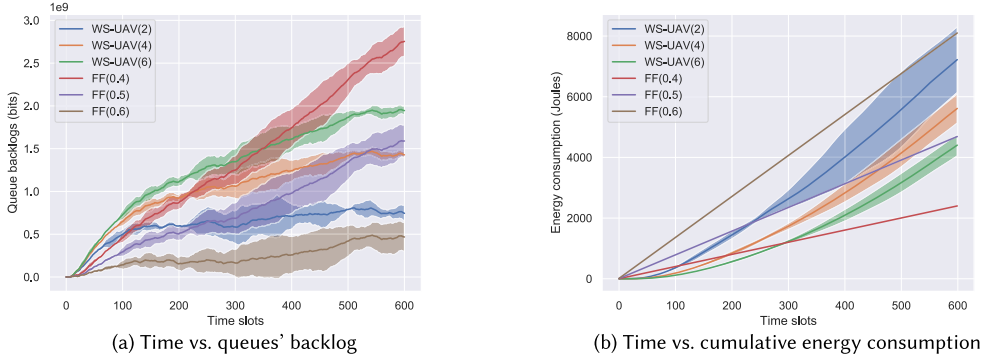 1e9
3.0
2.5
2.0
1.5
1.0
0.5
0.0
Queue backlogs (bits)
WS-UAV(2)
WS-UAV(4)
WS-UAV(6)
FF(0.4)
FF(0.5)
FF(0.6)
0 100 200 300 400 500 600
Time slots
(a) Time vs. queues' backlog
8000
6000
4000
2000
0
Energy consumption (Joules)
WS-UAV(2)
WS-UAV(4)
WS-UAV(6)
FF(0.4)
FF(0.5)
FF(0.6)
0 100 200 300 400 500 600
Time slots
(b) Time vs. cumulative energy consumption